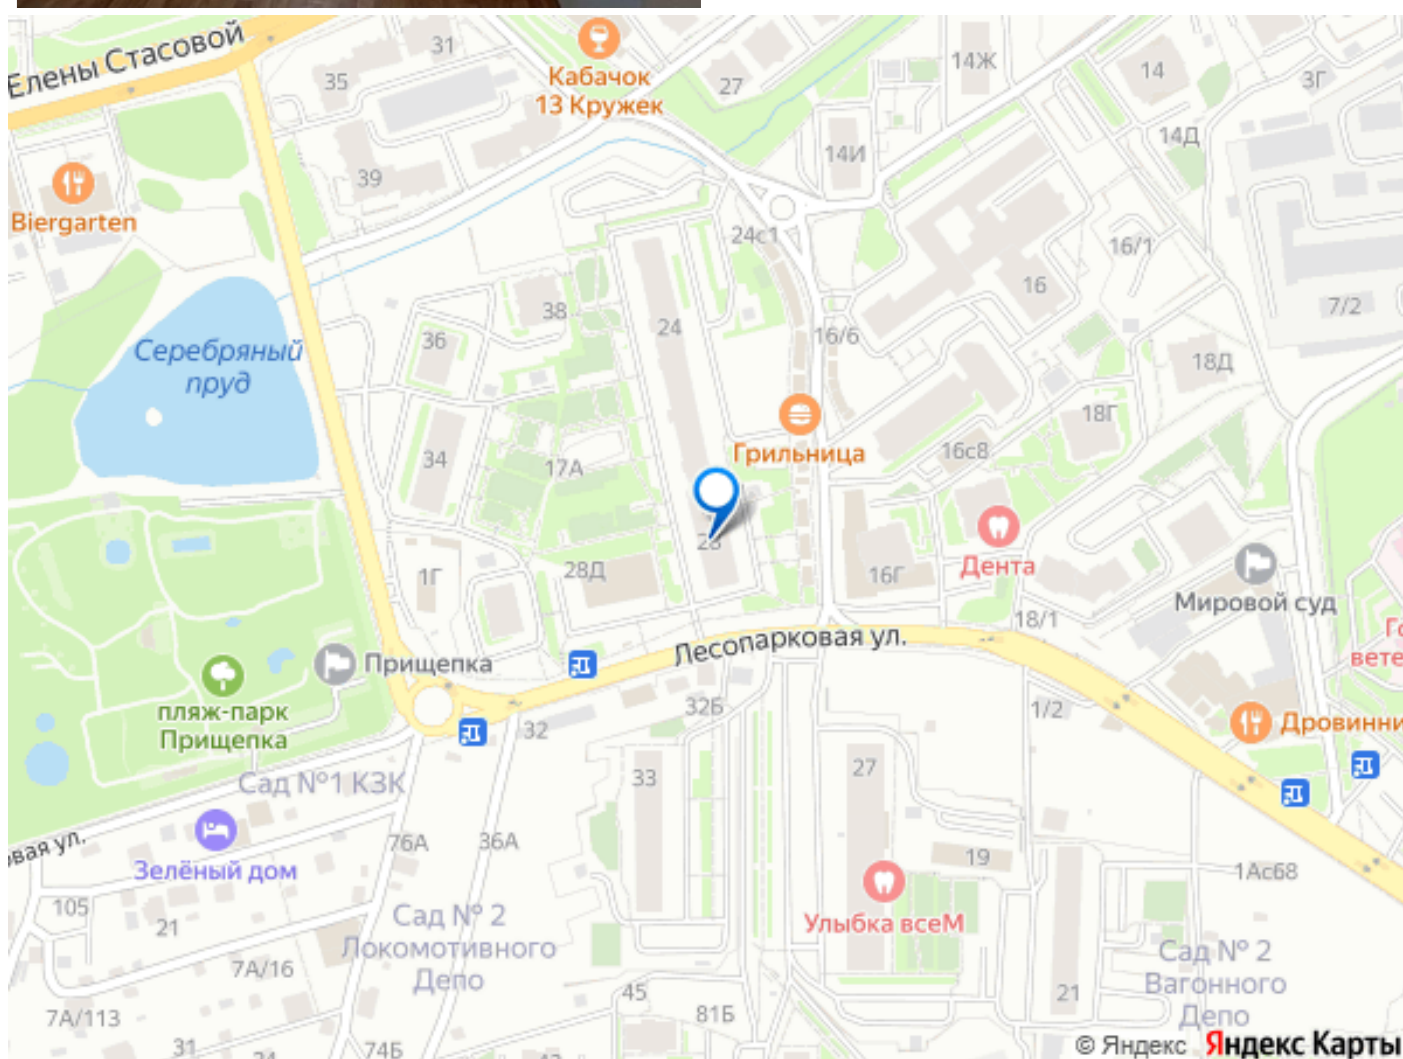 Елены Стасовой
31
35
Кабачок
13 Кружек
27
14Ж
14
3Г
14Д
14И
39
Biergarten
24с1
16/1
16
7/2
38
24
36
16/6
Серебряный
пруд
18Д
18Г
Грильница
16с8
34
17А
28Д
1Г
16Г
Дента
Мировой суд
18/1
Лесопарковая ул.
Прищепка
пляж-парк
Прищепка
32Б
32
1/2
Дровинни
Сад №1 КЗК
33
27
76А
36А
19
Зелёный дом
1Ас68
105
21
Сад № 2
Локомотивного
Депо
Улыбка всеМ
Сад № 2
Вагонного
Депо
7А/16
45
81Б
21
7А/113
31
74Б
© Яндекс Яндекс Карты